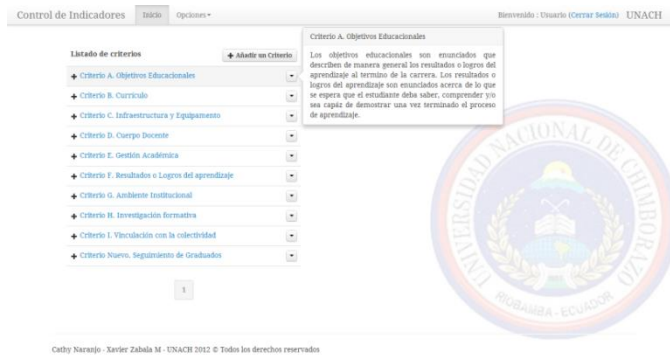 Control de Indicadores Inicio Opciones Bienvenido : Usuario (Cerrar Sesión) UNACH
Listado de criterios + Añadir un Criterio
Criterio A. Objetivos Educacionales
Los objetivos educacionales son enunciados que
describen de manera general los resultados o logros del
aprendizaje al termino de la carrera. Los resultados o
logros del aprendizaje son enunciados acerca de lo que
se espera que el estudiante deba saber, comprender y/o
sea capáz de demostrar una vez terminado el proceso
de aprendizaje.
+ Criterio A. Objetivos Educacionales
+ Criterio B. Currículo
+ Criterio C. Infraestructura y Equipamento
+ Criterio D. Cuerpo Docente
+ Criterio E. Gestión Académica
+ Criterio F. Resultados o Logros del aprendizaje
+ Criterio G. Ambiente Institucional
+ Criterio H. Investigación formativa
+ Criterio I. Vinculación con la colectividad
+ Criterio Nuevo. Seguimiento de Graduados
1
UNIVERSIDAD NACIONAL DE CHIMBORAZO
RIOBAMBA - ECUADOR
Cathy Naranjo - Xavier Zabala M - UNACH 2012 © Todos los derechos reservados